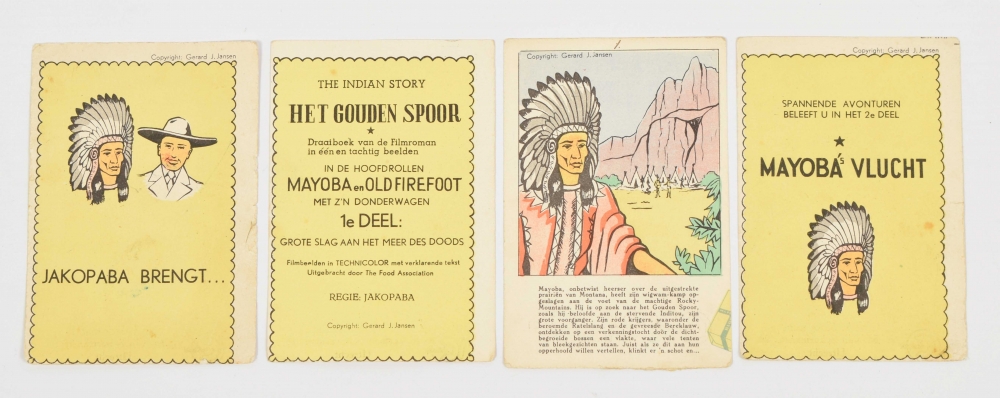 Copyright: Gerard J. Jansen
JAKOPABA BRENGT...
THE INDIAN STORY
HET GOUDEN SPOOR
Draaiboek van de Filmroman
in één en tachtig beelden
IN DE HOOFDROLLEN
MAYOBA en OLD FIREFOOT
MET Z'N DONDERWAGEN
1e DEEL:
GROTE SLAG AAN HET MEER DES DOODS
Filmbeelden in TECHNICOLOR met verklarende tekst
Uitgebracht door The Food Association
REGIE: JAKOPABA
Copyright: Gerard J. Jansen
Copyright: Gerard J. Jansen
Mayoba, onbetwist heerser over de uitgestrekte
prairiën van Montana, heeft zijn wigwam-kamp op-
geslagen aan de voet van de machtige Rocky-
Mountains. Hij is op zoek naar het Gouden Spoor,
zoals hij beloofde aan de stervende Inditou, zijn
grote voorganger. Zijn rode krijgers, waaronder de
beroemde Ratelslang en de gevreesde Bereklauw,
ontdekken op een verkenningstocht door de dicht-
begroeide bossen een vlakte, waar vele tenten
van bleekgezichten staan. Juist als ze dit aan hun
opperhoofd willen vertellen, klinkt er 'n schot en...
Copyright: Gerard J. Jansen
SPANNENDE AVONTUREN
BELEEFT U IN HET 2e DEEL
MAYOBA's VLUCHT